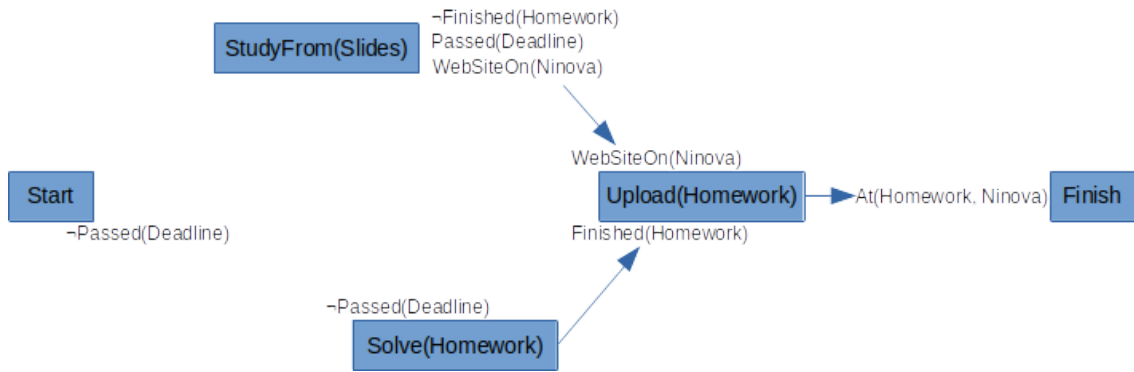 ¬Finished(Homework)
StudyFrom(Slides)
Passed(Deadline)
WebSiteOn(Ninova)
WebSiteOn(Ninova)
Start
Upload(Homework)
At(Homework, Ninova)
Finish
¬Passed(Deadline)
Finished(Homework)
¬Passed(Deadline)
Solve(Homework)